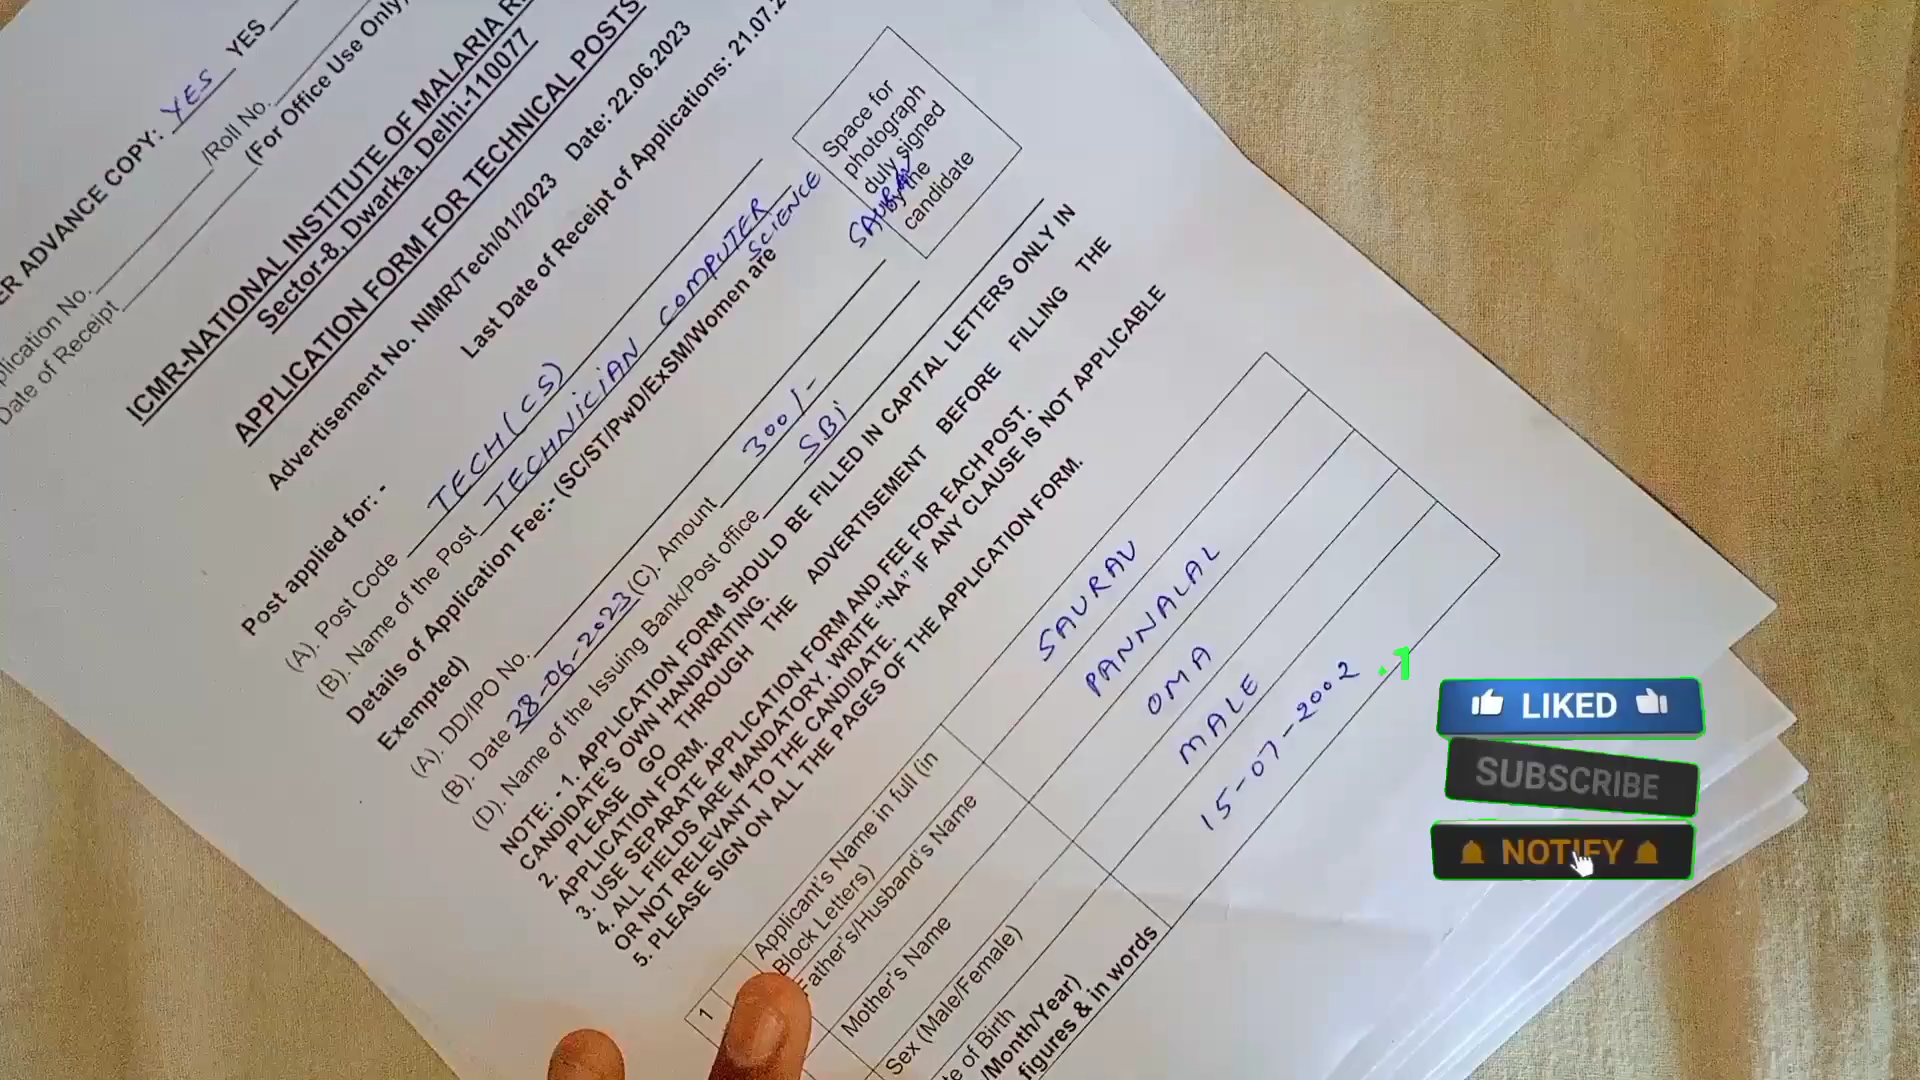 ER ADVANCE COPY: YES YES
/Roll No.
plication No. (For Office Use Only)
Date of Receipt
ICMR-NATIONAL INSTITUTE OF MALARIA R
Sector-8, Dwarka, Delhi-110077
APPLICATION FORM FOR TECHNICAL POSTS
Advertisement No. NIMR/Tech/01/2023 Date: 22.06.2023
Last Date of Receipt of Applications: 21.07.2
Space for
photograph
duly signed
by the
candidate
SAURAV
Post applied for: -
(A). Post Code TECH(CS)
(B). Name of the Post TECHNICIAN COMPUTER
SCIENCE
Details of Application Fee:- (SC/ST/PwD/ExSM/Women are
Exempted)
(A). DD/IPO No.
(B). Date 28-06-2023 (C). Amount 300/-
(D). Name of the Issuing Bank/Post office SBI
NOTE: - 1. APPLICATION FORM SHOULD BE FILLED IN CAPITAL LETTERS ONLY IN
CANDIDATE'S OWN HANDWRITING.
2. PLEASE GO THROUGH THE ADVERTISEMENT BEFORE FILLING THE
APPLICATION FORM.
3. USE SEPARATE APPLICATION FORM AND FEE FOR EACH POST.
4. ALL FIELDS ARE MANDATORY. WRITE "NA" IF ANY CLAUSE IS NOT APPLICABLE
OR NOT RELEVANT TO THE CANDIDATE.
5. PLEASE SIGN ON ALL THE PAGES OF THE APPLICATION FORM.
1 Applicant's Name in full (in
Block Letters) SAURAV
Father's/Husband's Name PANNALAL
Mother's Name OMA
Sex (Male/Female) MALE
te of Birth 15-07-2002
/Month/Year)
figures & in words
.1
LIKED
SUBSCRIBE
NOTIFY